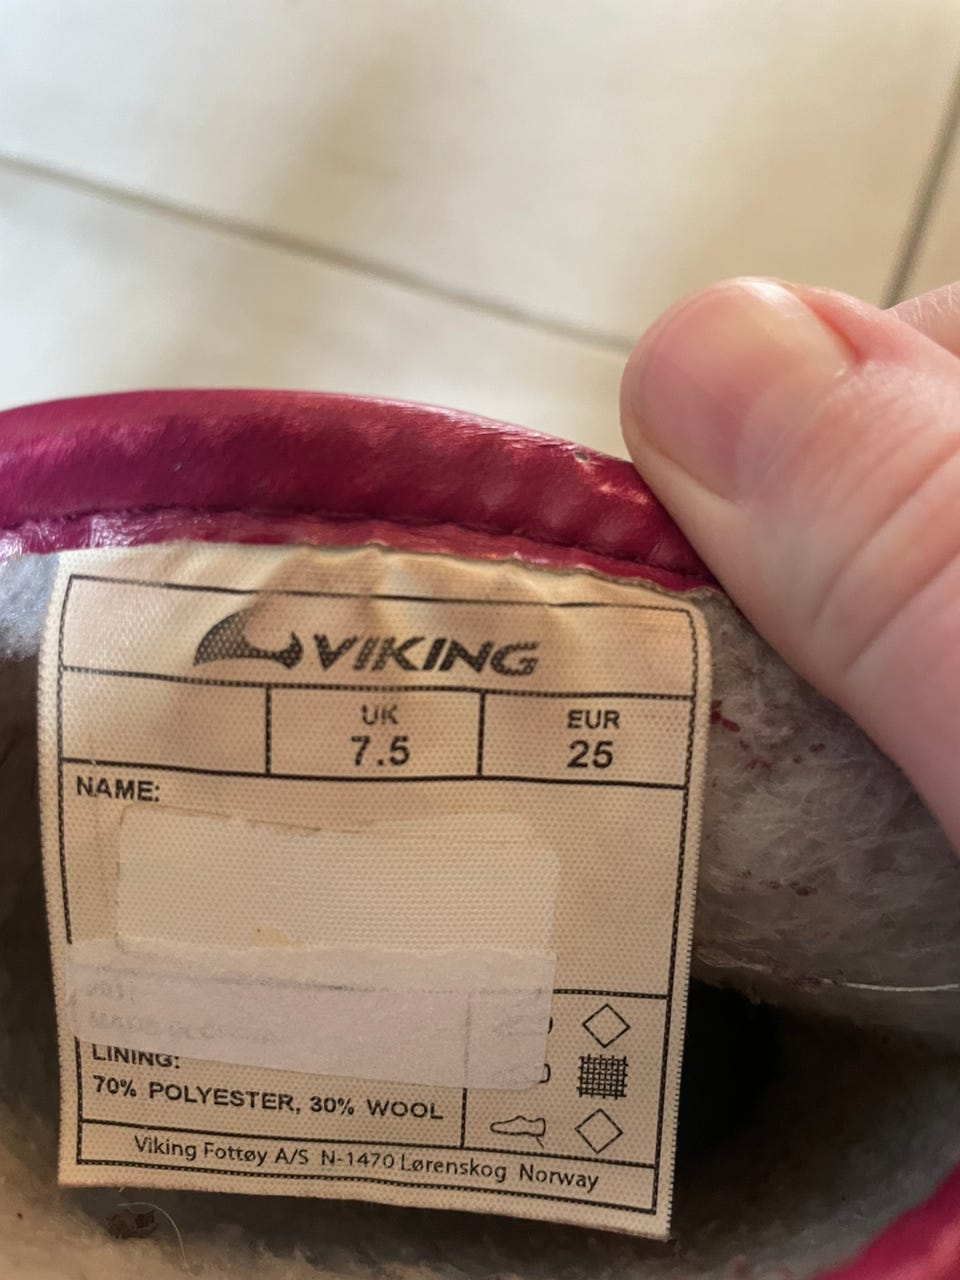 VIKING
UK
7.5
EUR
25
NAME:
LINING:
70% POLYESTER, 30% WOOL
Viking Fottøy A/S N-1470 Lørenskog Norway